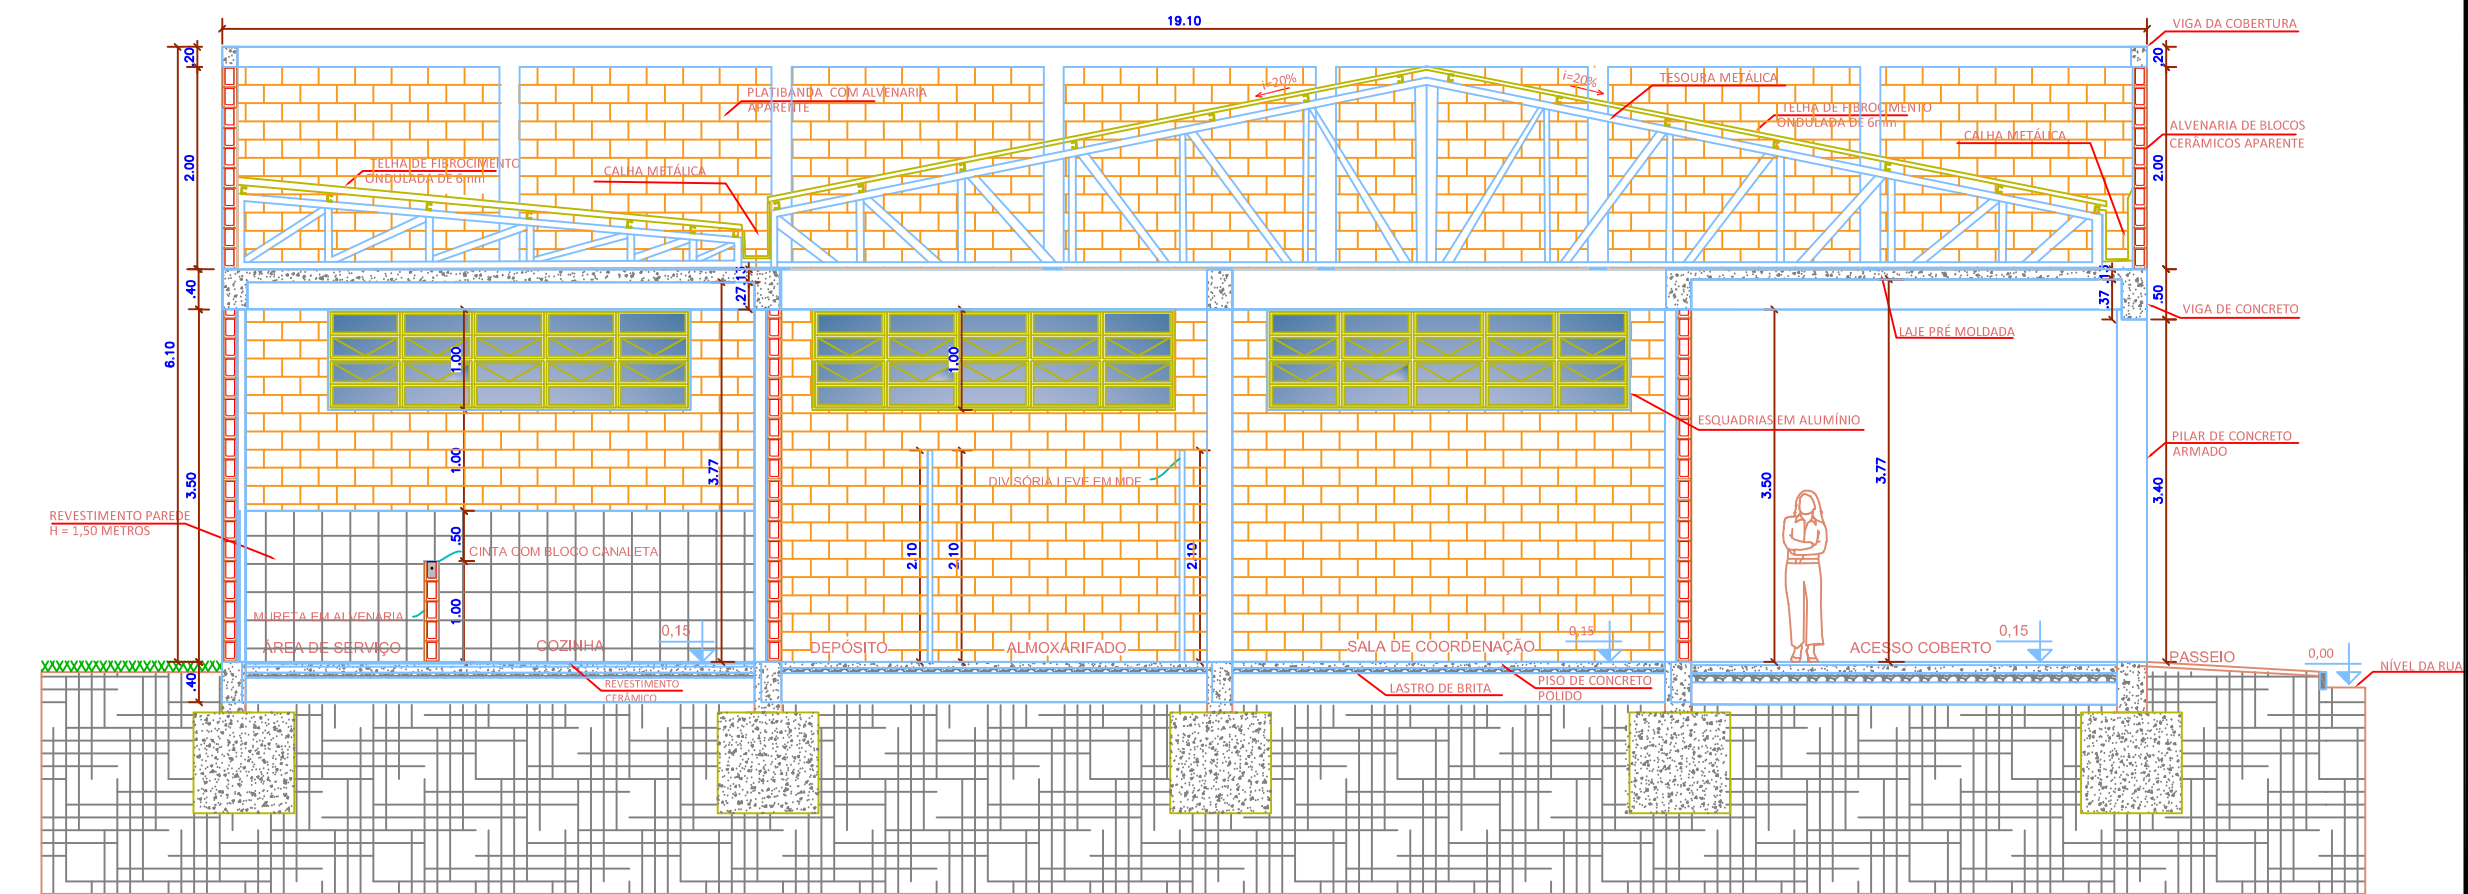 19.10
VIGA DA COBERTURA
.20
.20
i=20%
i=20%
TESOURA METÁLICA
PLATIBANDA COM ALVENARIA
APARENTE
TELHA DE FIBROCIMENTO
ONDULADA DE 6mm
ALVENARIA DE BLOCOS
CERÂMICOS APARENTE
CALHA METÁLICA
TELHA DE FIBROCIMENTO
ONDULADA DE 6mm
CALHA METÁLICA
2.00
2.00
.40
.27
.37
.50
VIGA DE CONCRETO
LAJE PRÉ MOLDADA
6.10
1.00
1.00
ESQUADRIAS EM ALUMÍNIO
PILAR DE CONCRETO
ARMADO
1.00
3.77
3.50
3.77
3.50
3.40
DIVISÓRIA LEVE EM MDF
REVESTIMENTO PAREDE
H = 1,50 METROS
.50
CINTA COM BLOCO CANALETA
2.10
2.10
2.10
MURETA EM ALVENARIA
1.00
0,15
0,15
0,15
ÁREA DE SERVIÇO
COZINHA
DEPÓSITO
ALMOXARIFADO
SALA DE COORDENAÇÃO
ACESSO COBERTO
PASSEIO
0,00
NÍVEL DA RUA
.40
REVESTIMENTO
CERÂMICO
LASTRO DE BRITA
PISO DE CONCRETO
POLIDO